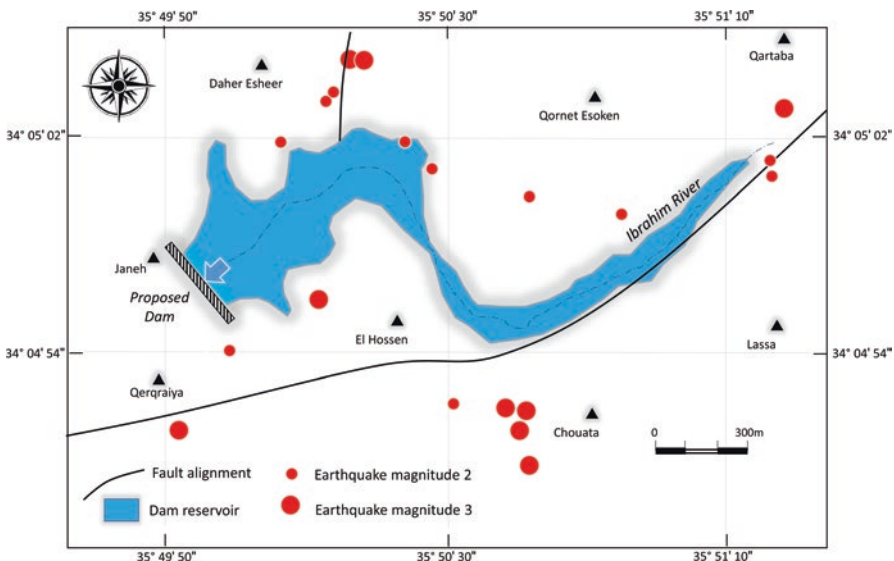 35° 49' 50" 35° 50' 30" 35° 51' 10"
Qartaba
Daher Esheer
Qornet Esoken
34° 05' 02" 34° 05' 02"
Ibrahim River
Janeh
Proposed
Dam
El Hossen
Lassa
34° 04' 54" 34° 04' 54"
Qerqraiya
Chouata
0 300m
Fault alignment Earthquake magnitude 2
Dam reservoir Earthquake magnitude 3
35° 49' 50" 35° 50' 30" 35° 51' 10"